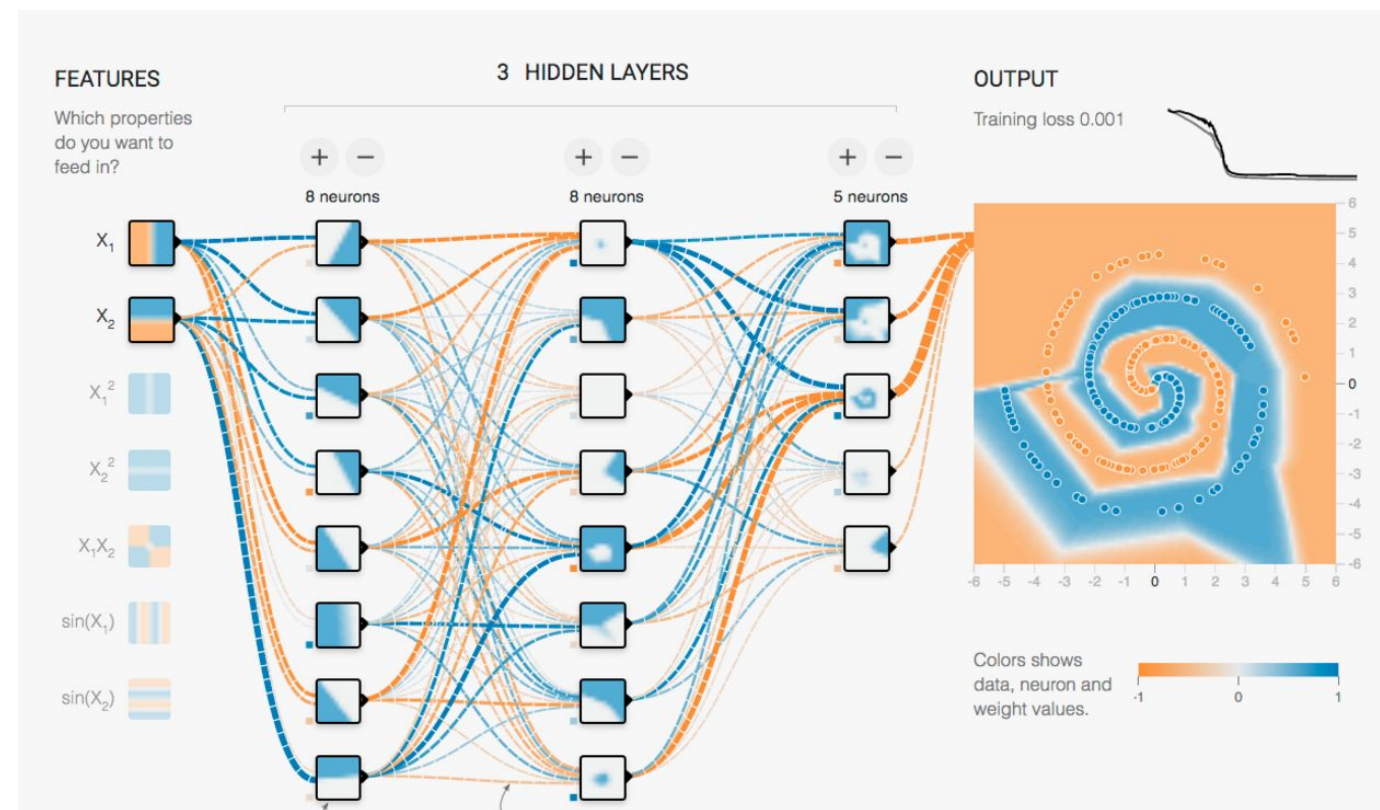 FEATURES
Which properties
do you want to
feed in?
3 HIDDEN LAYERS
+ −
+ −
+ −
8 neurons
8 neurons
5 neurons
X₁
X₂
X₁²
X₂²
X₁X₂
sin(X₁)
sin(X₂)
OUTPUT
Training loss 0.001
6
5
4
3
2
1
0
-1
-2
-3
-4
-5
-6
-6 -5 -4 -3 -2 -1 0 1 2 3 4 5 6
Colors shows
data, neuron and
weight values.
-1 0 1